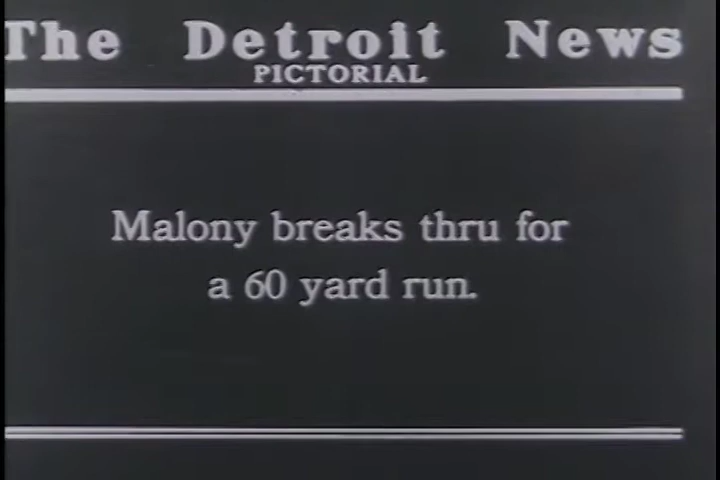 The Detroit News
PICTORIAL
Malony breaks thru for
a 60 yard run.